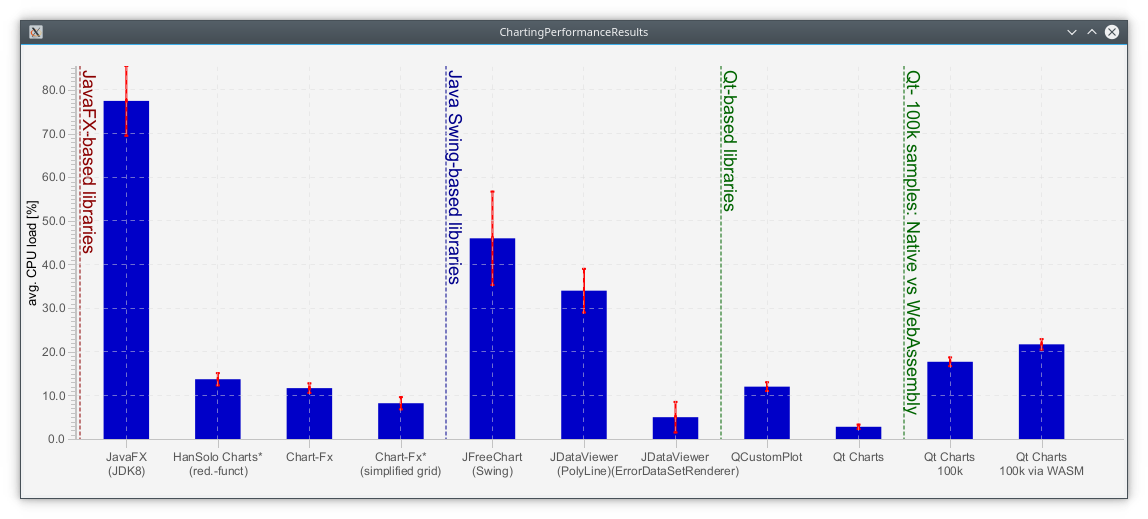 ChartingPerformanceResults
avg. CPU load [%]
80.0
70.0
60.0
50.0
40.0
30.0
20.0
10.0
0.0
JavaFX-based libraries
Java Swing-based libraries
Qt-based libraries
Qt- 100k samples: Native vs WebAssembly
JavaFX
(JDK8)
HanSolo Charts*
(red.-funct)
Chart-Fx
Chart-Fx*
(simplified grid)
JFreeChart
(Swing)
JDataViewer
(PolyLine)
JDataViewer
(ErrorDataSetRenderer)
QCustomPlot
Qt Charts
Qt Charts
100k
Qt Charts
100k via WASM